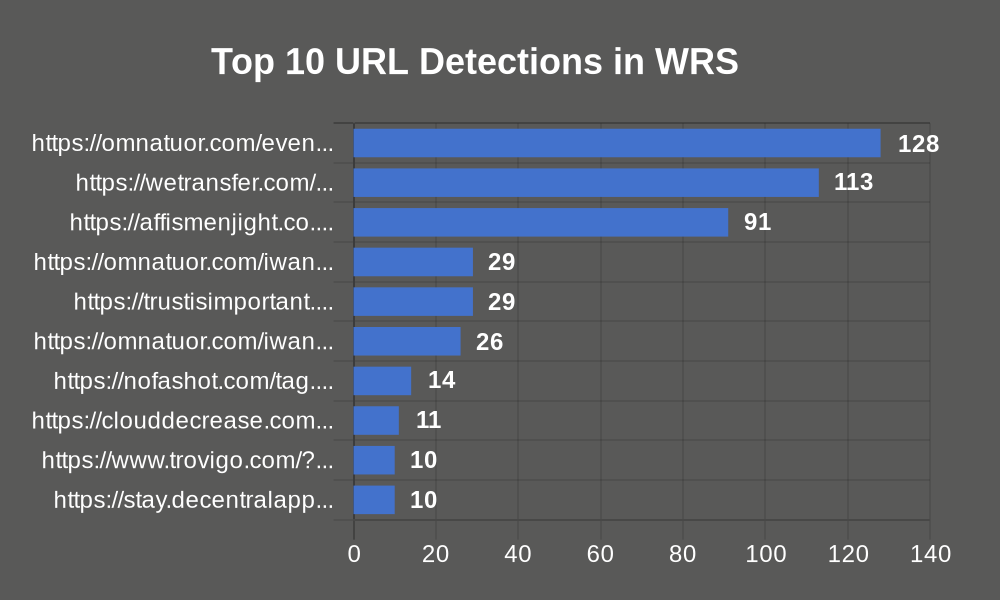 Top 10 URL Detections in WRS
https://omnatuor.com/even... 128
https://wetransfer.com/... 113
https://affismenjight.co.... 91
https://omnatuor.com/iwan... 29
https://trustisimportant.... 29
https://omnatuor.com/iwan... 26
https://nofashot.com/tag.... 14
https://clouddecrease.com... 11
https://www.trovigo.com/?... 10
https://stay.decentralapp... 10
0 20 40 60 80 100 120 140